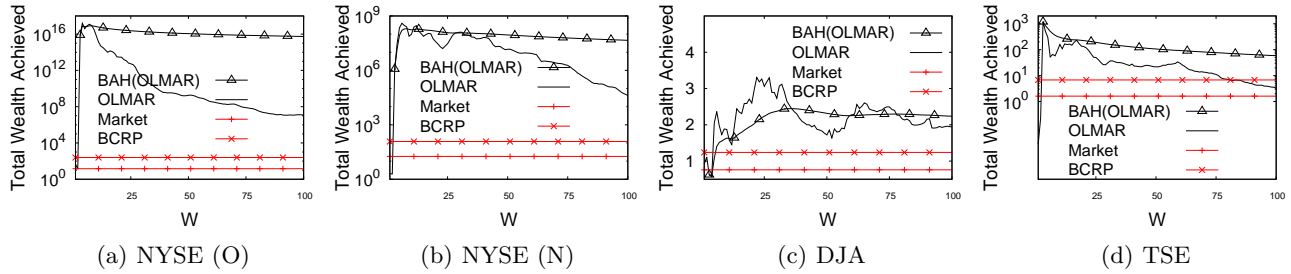 Total Wealth Achieved
10^16
10^12
10^8
10^4
10^0
BAH(OLMAR)
OLMAR
Market
BCRP
25
50
75
100
W
(a) NYSE (O)
Total Wealth Achieved
10^9
10^6
10^3
10^0
BAH(OLMAR)
OLMAR
Market
BCRP
25
50
75
100
W
(b) NYSE (N)
Total Wealth Achieved
4
3
2
1
BAH(OLMAR)
OLMAR
Market
BCRP
25
50
75
100
W
(c) DJA
Total Wealth Achieved
10^3
10^2
10^1
10^0
BAH(OLMAR)
OLMAR
Market
BCRP
25
50
75
100
W
(d) TSE